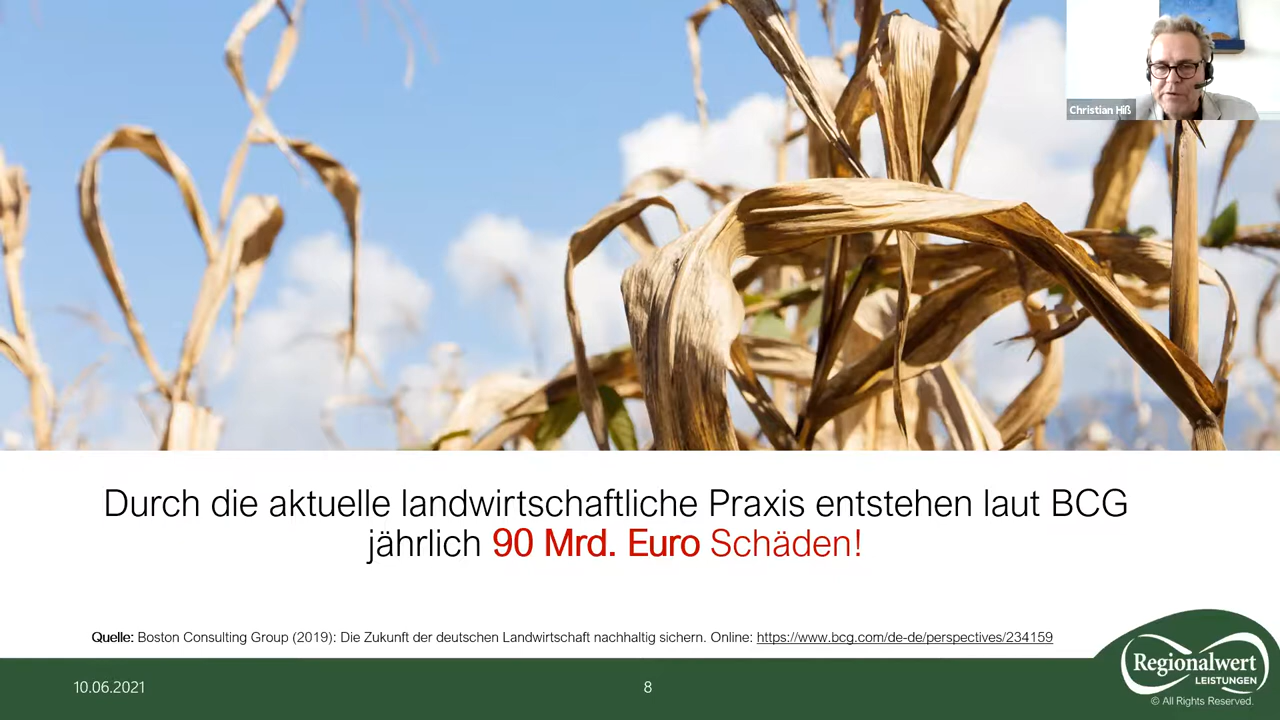 Christian Hiß
Durch die aktuelle landwirtschaftliche Praxis entstehen laut BCG
jährlich 90 Mrd. Euro Schäden!
Quelle: Boston Consulting Group (2019): Die Zukunft der deutschen Landwirtschaft nachhaltig sichern. Online: https://www.bcg.com/de-de/perspectives/234159
Regionalwert
LEISTUNGEN
© All Rights Reserved.
10.06.2021
8